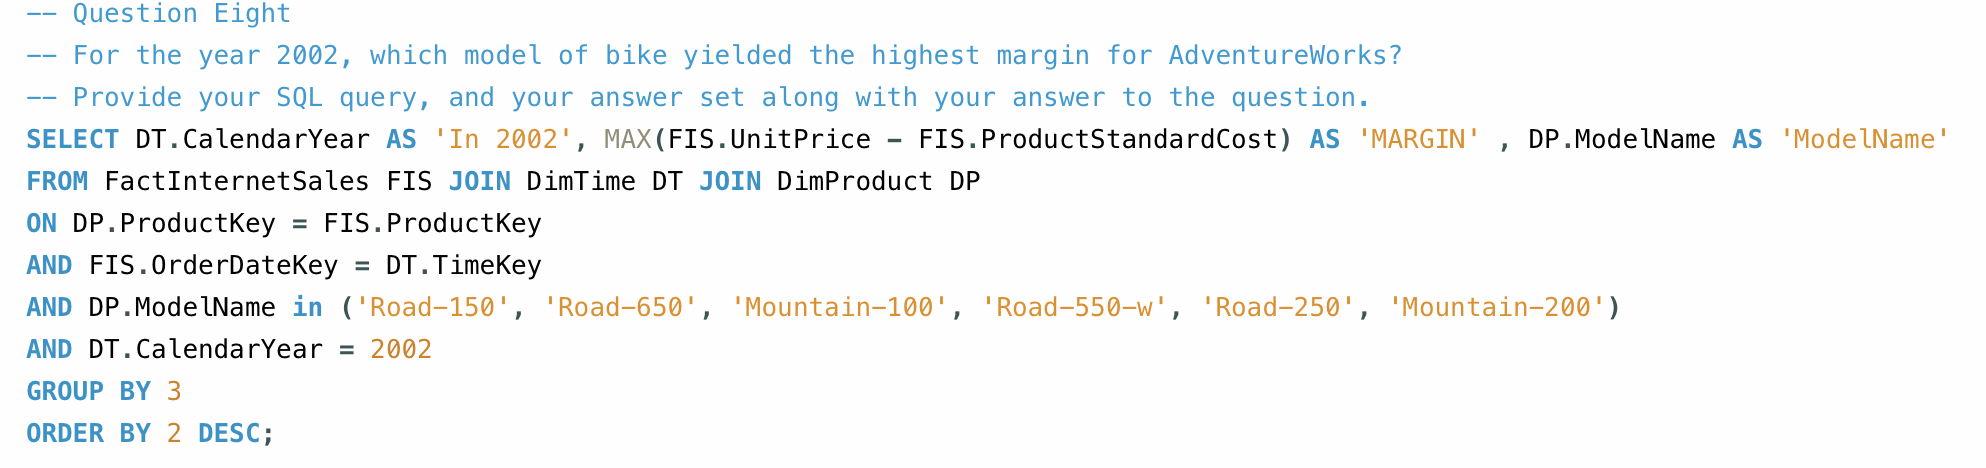 -- Question Eight
-- For the year 2002, which model of bike yielded the highest margin for AdventureWorks?
-- Provide your SQL query, and your answer set along with your answer to the question.
SELECT DT.CalendarYear AS 'In 2002', MAX(FIS.UnitPrice - FIS.ProductStandardCost) AS 'MARGIN' , DP.ModelName AS 'ModelName'
FROM FactInternetSales FIS JOIN DimTime DT JOIN DimProduct DP
ON DP.ProductKey = FIS.ProductKey
AND FIS.OrderDateKey = DT.TimeKey
AND DP.ModelName in ('Road-150', 'Road-650', 'Mountain-100', 'Road-550-w', 'Road-250', 'Mountain-200')
AND DT.CalendarYear = 2002
GROUP BY 3
ORDER BY 2 DESC;